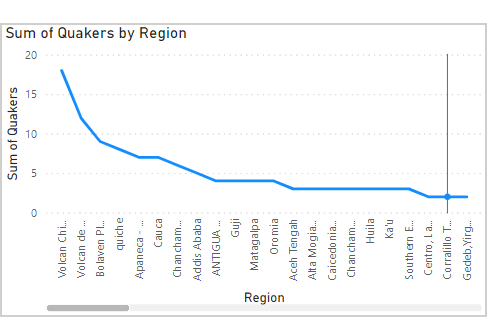 Sum of Quakers by Region
Sum of Quakers
20
15
10
5
0
Volcan Chi...
Volcan de ...
Bolaven Pl...
quiche
Apaneca - ...
Cauca
Chancham...
Addis Ababa
ANTIGUA ...
Guji
Matagalpa
Oromia
Aceh Tengah
Alta Mogia...
Caicedonia...
Chancham...
Huila
Ka'u
Southern E...
Centro, La...
Corralillo T...
Gedeb,Yirg...
Region